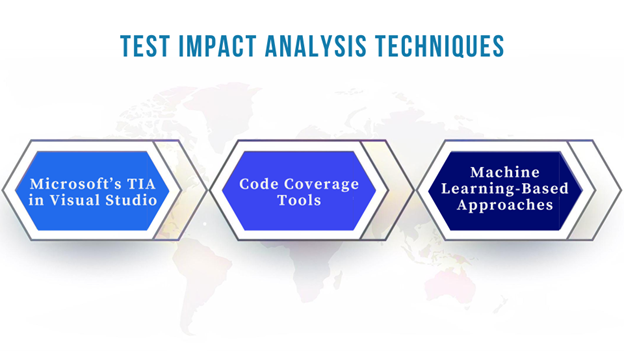 TEST IMPACT ANALYSIS TECHNIQUES
Microsoft's TIA
in Visual Studio
Code Coverage
Tools
Machine
Learning-Based
Approaches